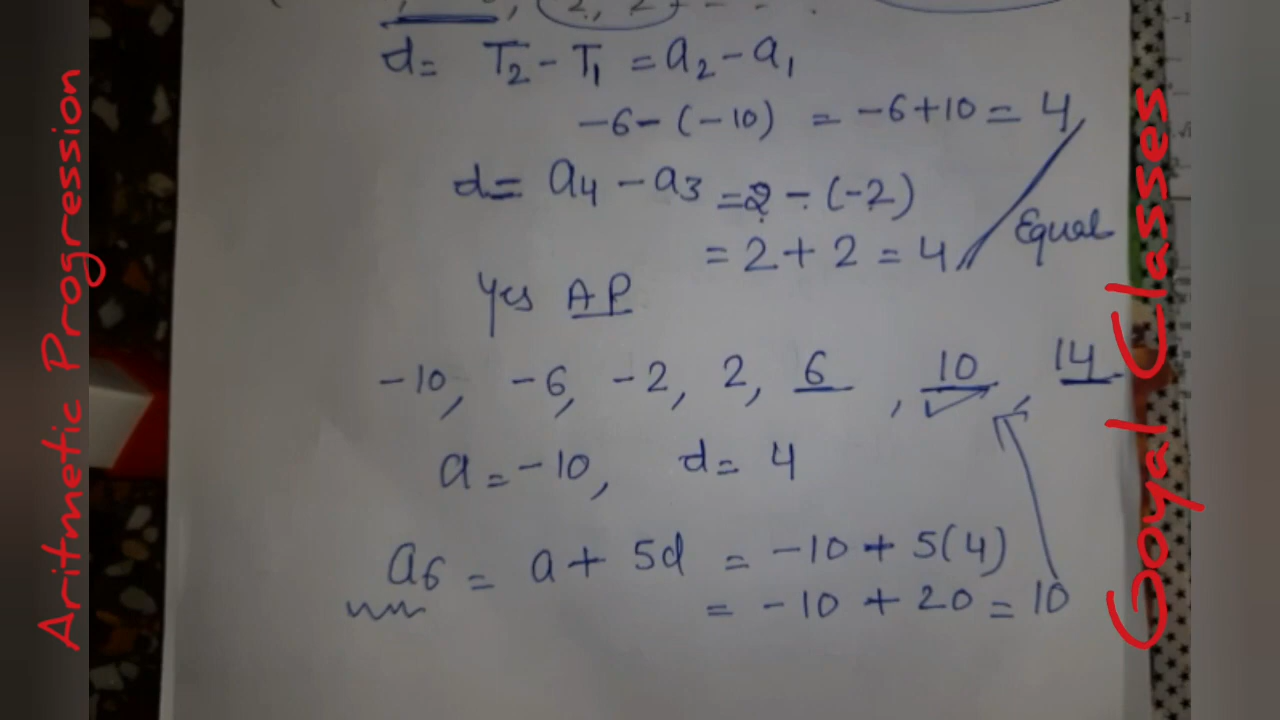 Aritmetic Progression
d= T₂ - T₁ = a₂ - a₁
-6 - (-10) = -6+10 = 4
d= a₄ - a₃ = 2 - (-2)
= 2 + 2 = 4
Equal
Yes AP
-10, -6, -2, 2, 6, 10, 14
a = -10, d= 4
a₆ = a + 5d = -10 + 5(4)
= -10 + 20 = 10
Goyal Classes